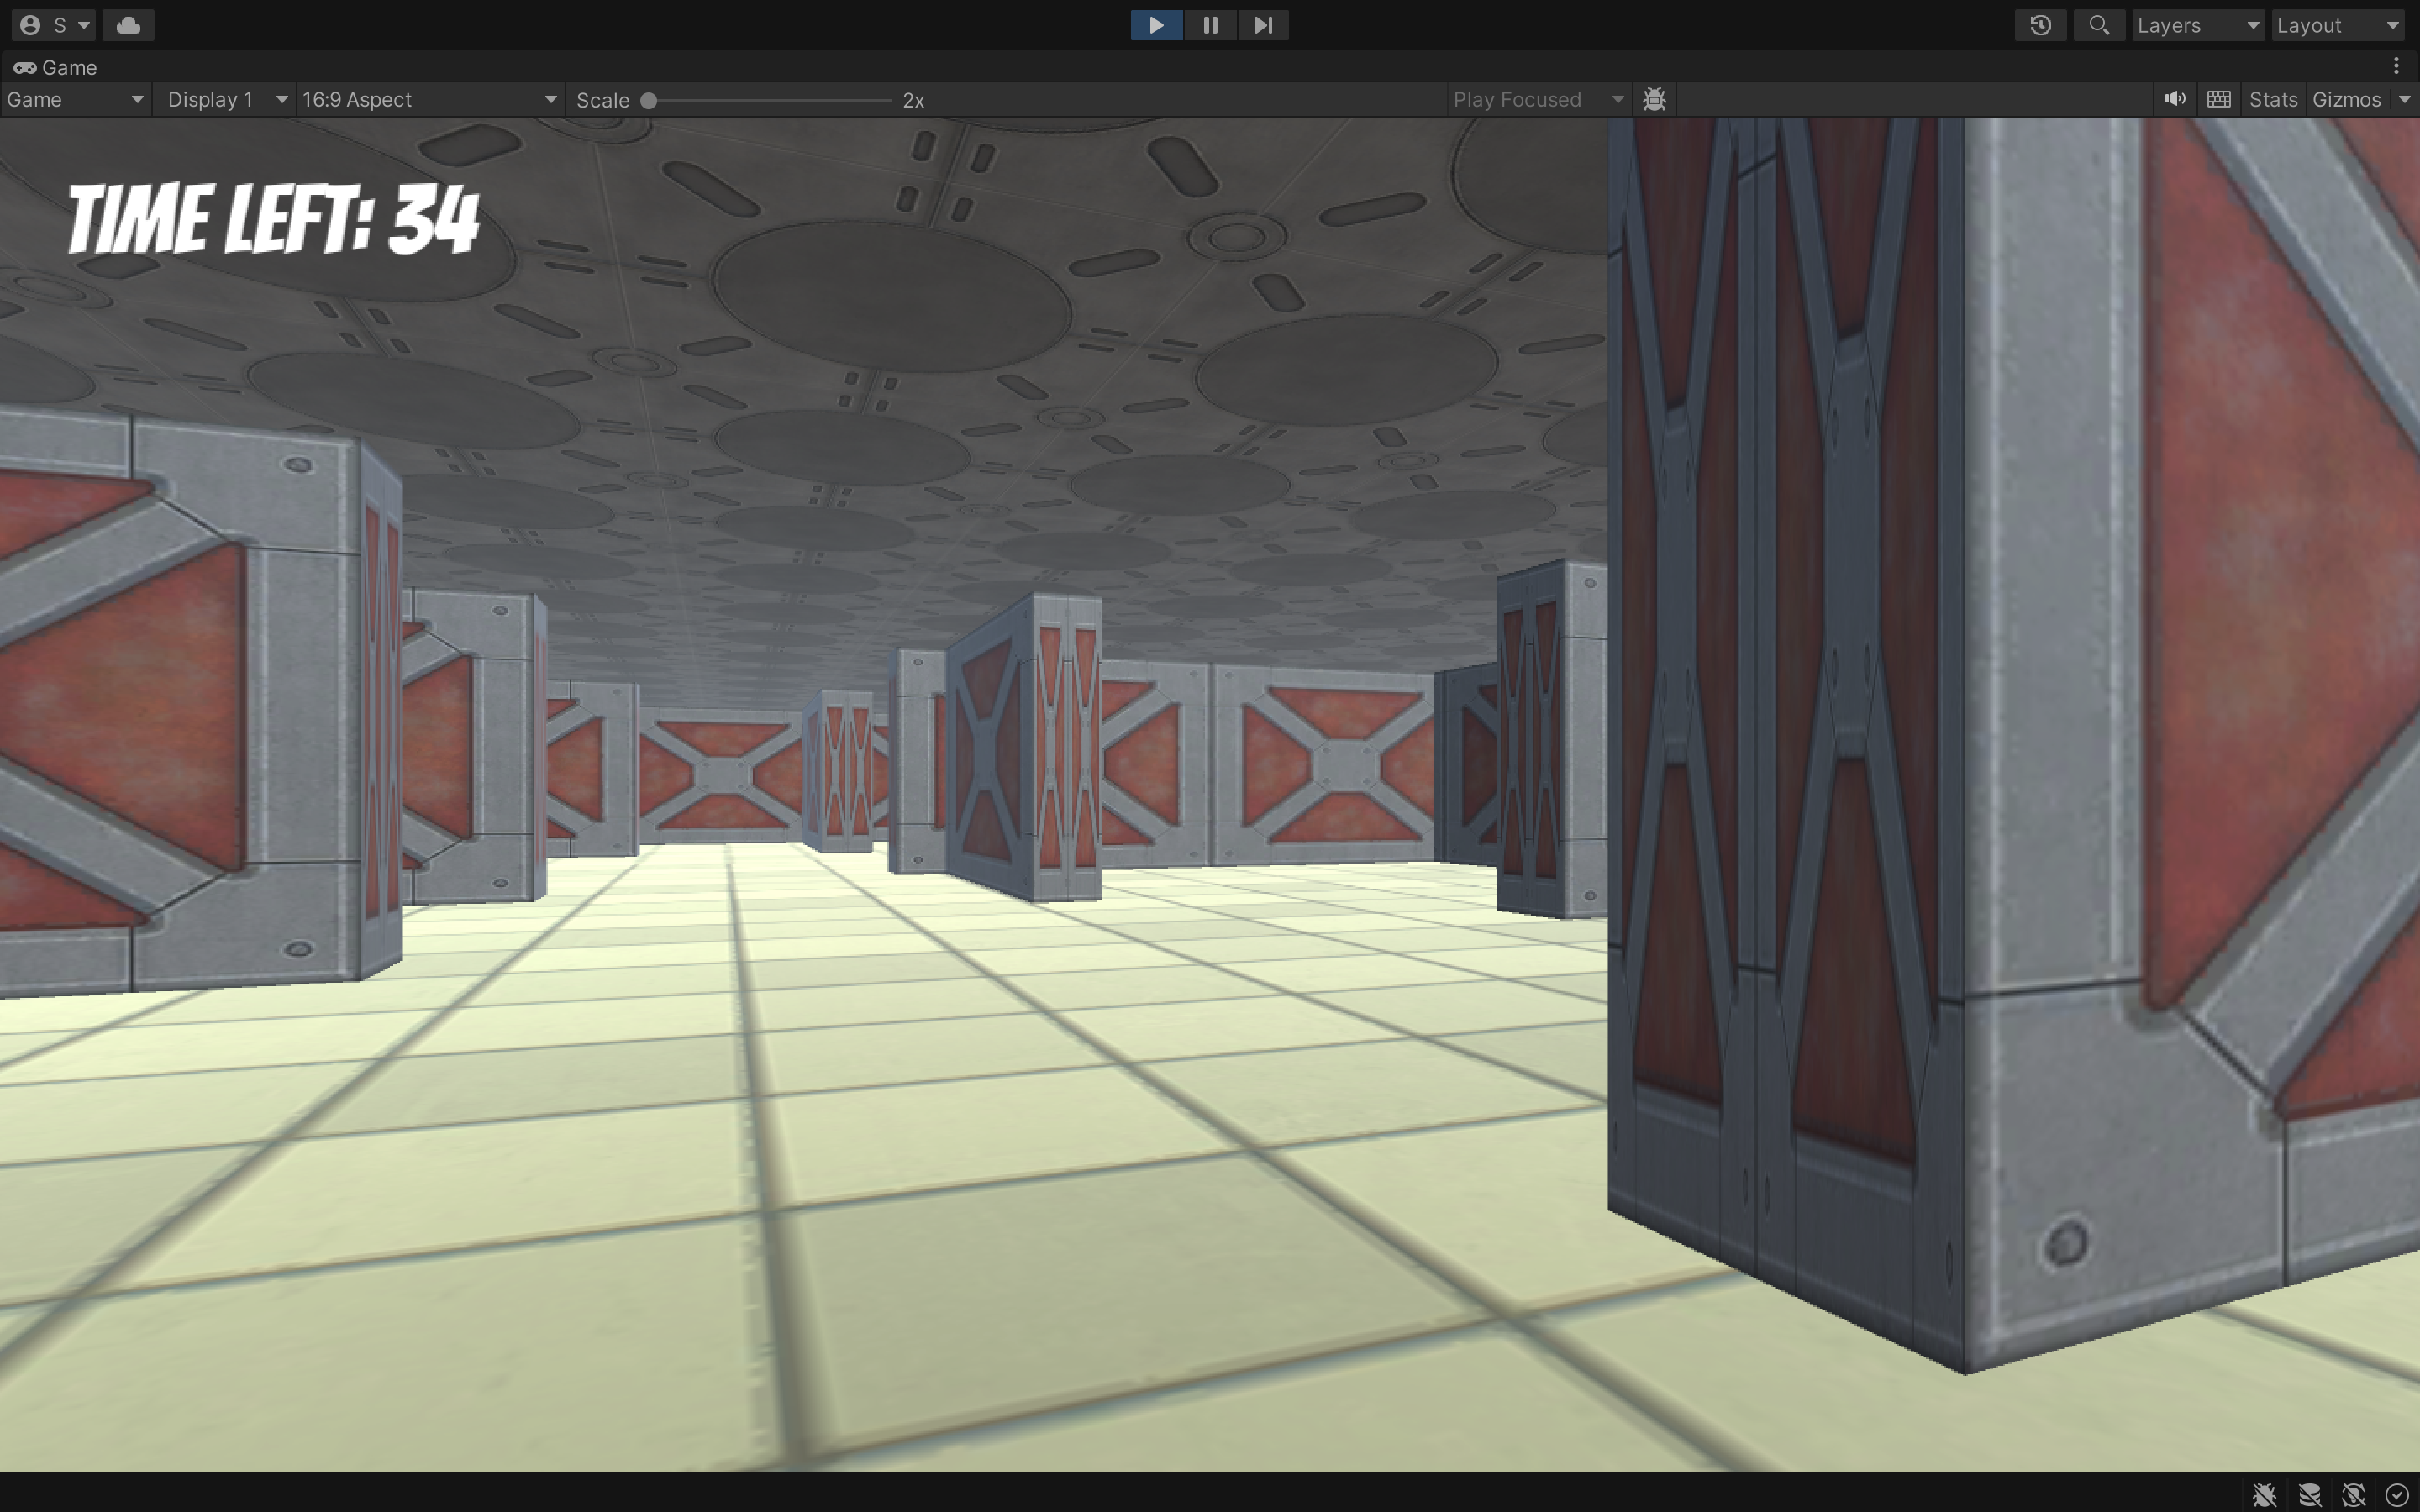 S
Layers
Layout
Game
Game
Display 1
16:9 Aspect
Scale
2x
Play Focused
Stats
Gizmos
TIME LEFT: 34